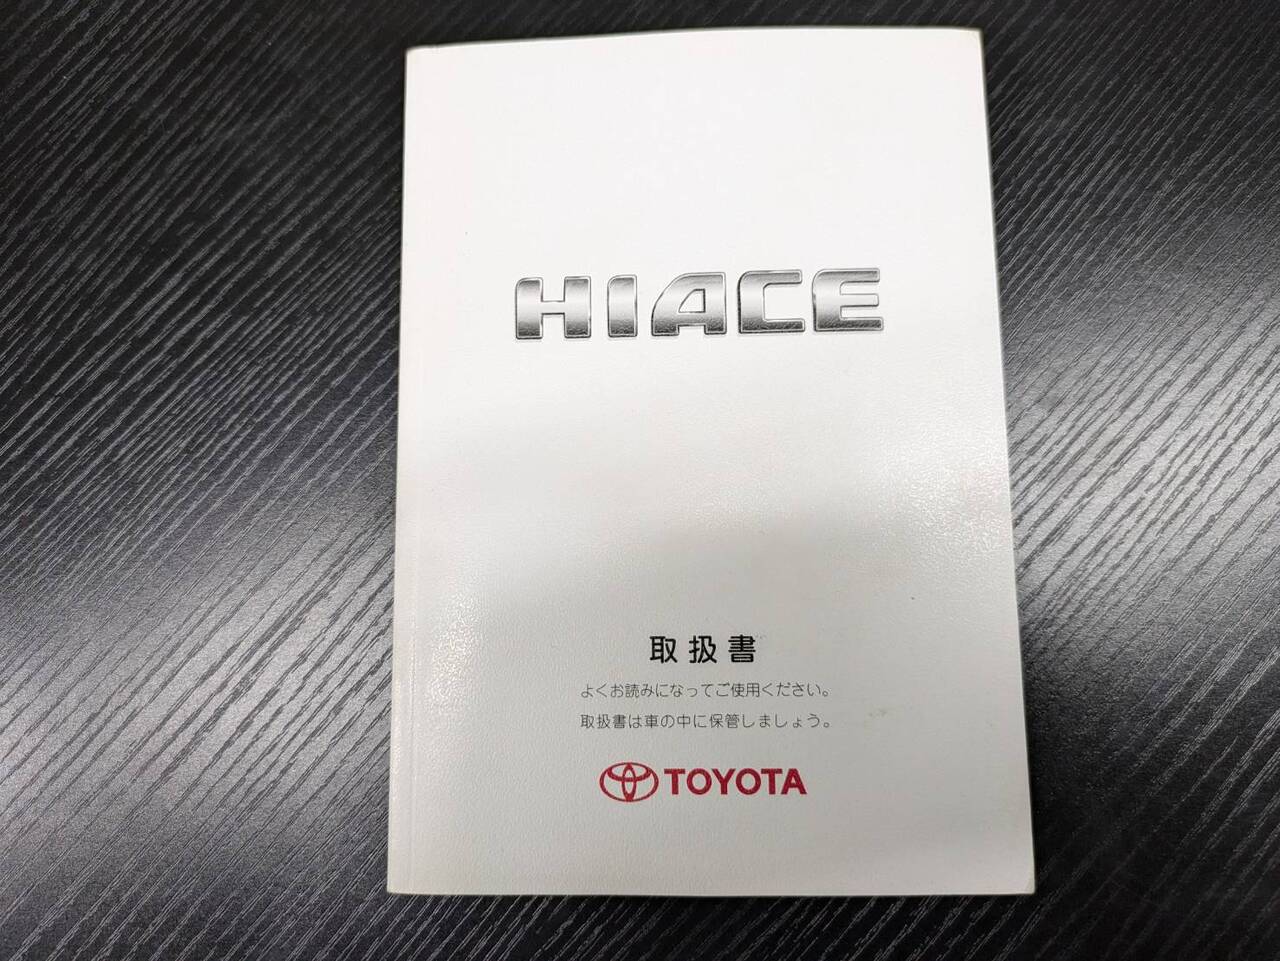 HIACE
取扱書
よくお読みになってご使用ください。
取扱書は車の中に保管しましょう。
TOYOTA